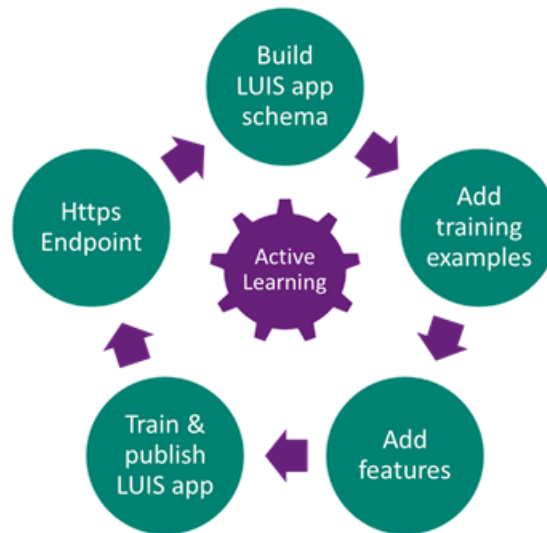 Build
LUIS app
schema
Add
training
examples
Add
features
Train &
publish
LUIS app
Https
Endpoint
Active
Learning